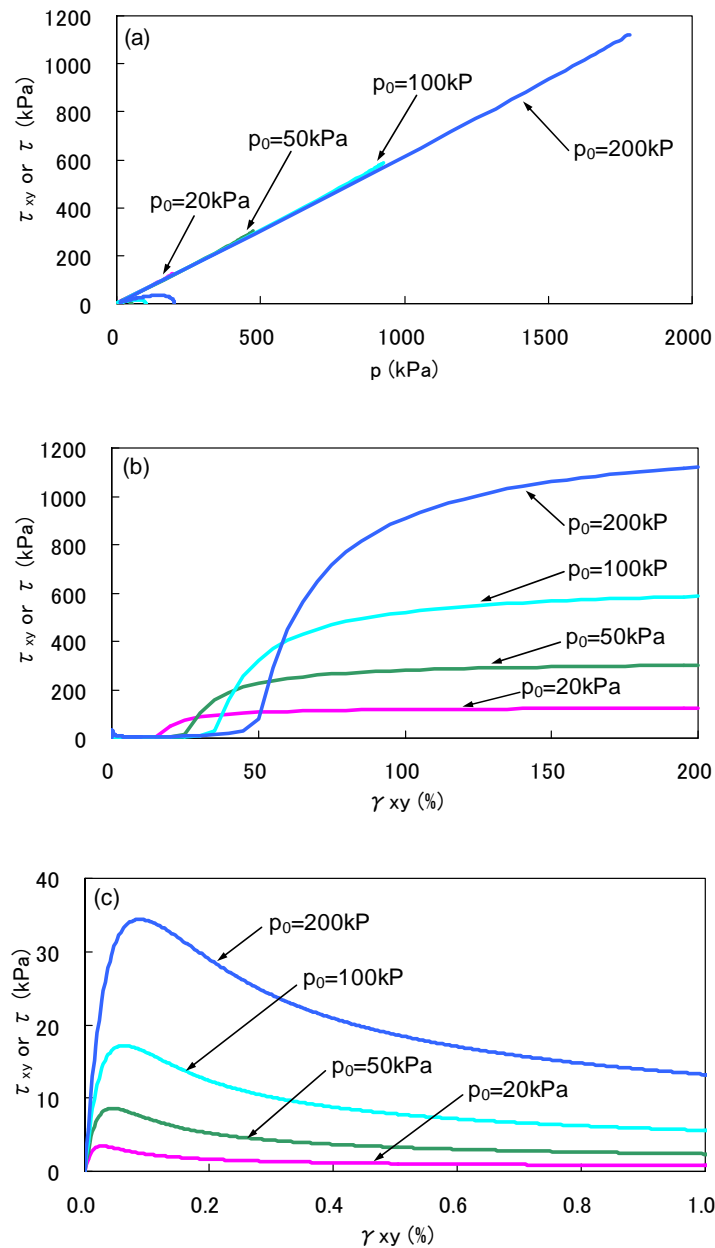 (a)
1200
1000
800
600
400
200
0
τ xy or τ (kPa)
p₀=100kP
p₀=50kPa
p₀=20kPa
p₀=200kP
0 500 1000 1500 2000
p (kPa)
(b)
1200
1000
800
600
400
200
0
τ xy or τ (kPa)
p₀=200kP
p₀=100kP
p₀=50kPa
p₀=20kPa
0 50 100 150 200
γ xy (%)
(c)
40
30
20
10
0
τ xy or τ (kPa)
p₀=200kP
p₀=100kP
p₀=50kPa
p₀=20kPa
0.0 0.2 0.4 0.6 0.8 1.0
γ xy (%)